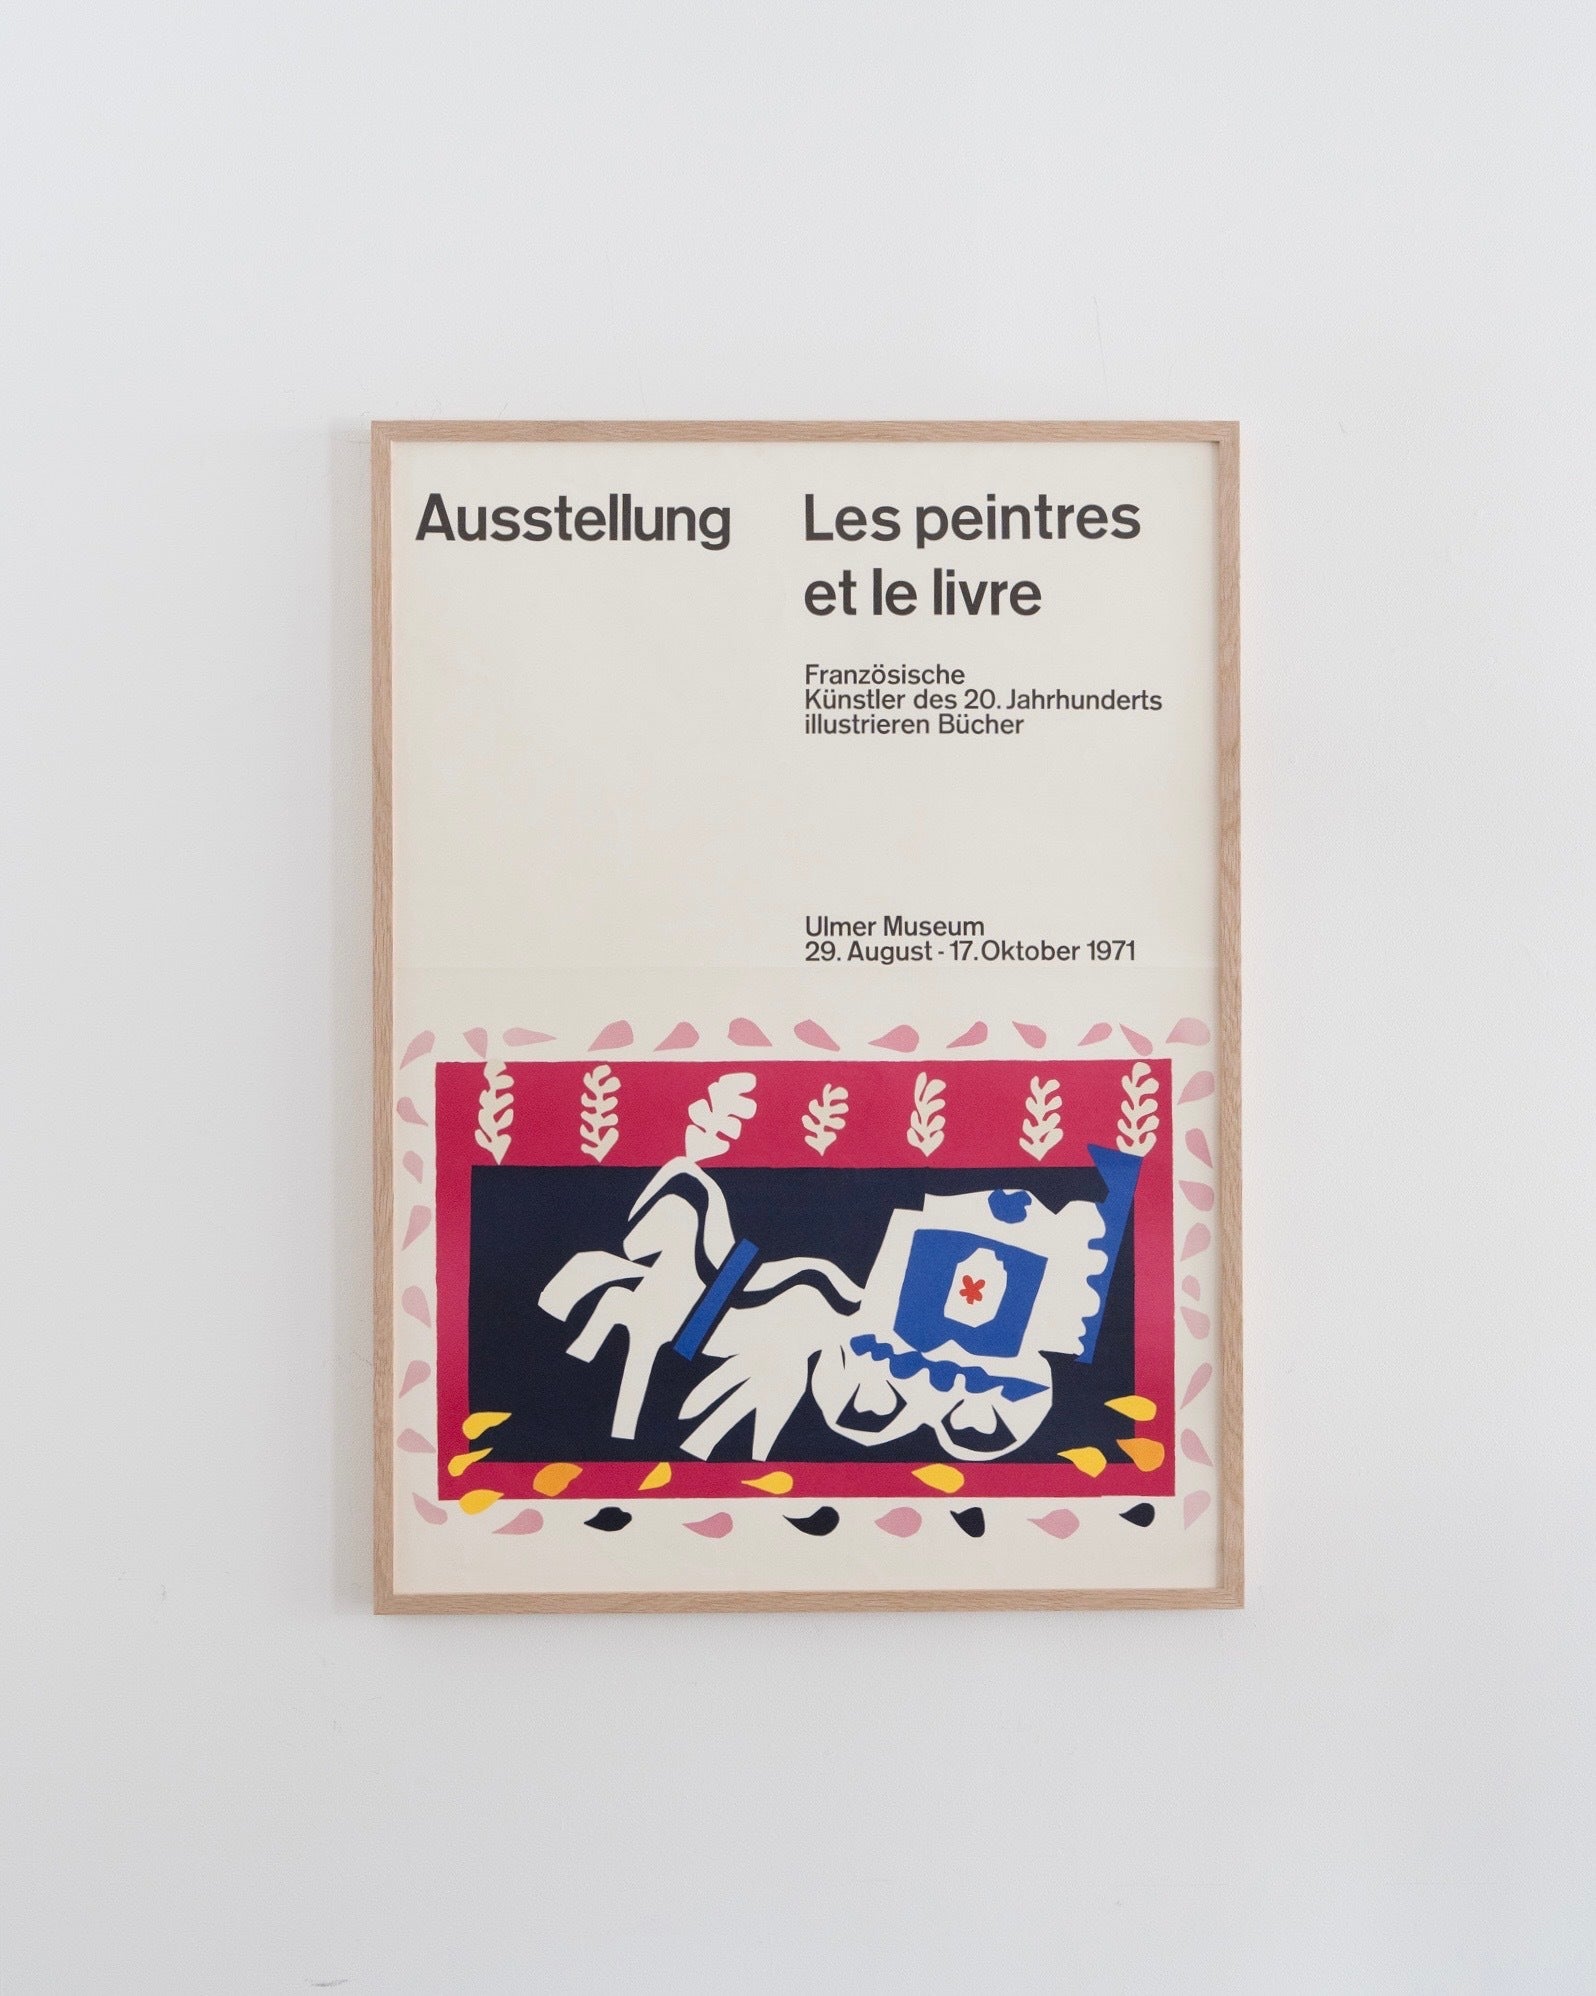 Ausstellung
Les peintres
et le livre
Französische
Künstler des 20. Jahrhunderts
illustrieren Bücher
Ulmer Museum
29. August - 17. Oktober 1971